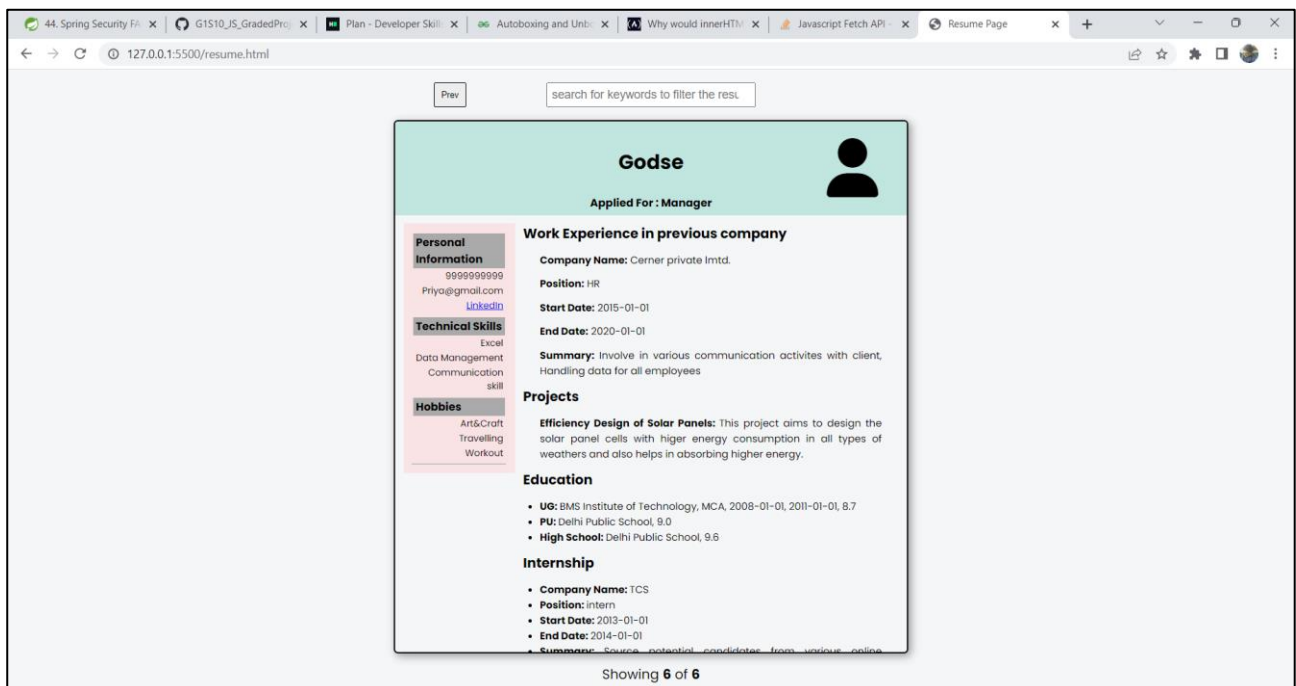 44. Spring Security FA
G1S10_JS_GradedProj
Plan - Developer Skill
Autoboxing and Unb
Why would innerHTM
Javascript Fetch API -
Resume Page
127.0.0.1:5500/resume.html
Prev
search for keywords to filter the resu
Godse
Applied For : Manager
Personal
Information
9999999999
Priya@gmail.com
LinkedIn
Technical Skills
Excel
Data Management
Communication
skill
Hobbies
Art&Craft
Travelling
Workout
Work Experience in previous company
Company Name: Cerner private lmtd.
Position: HR
Start Date: 2015-01-01
End Date: 2020-01-01
Summary: Involve in various communication activites with client,
Handling data for all employees
Projects
Efficiency Design of Solar Panels: This project aims to design the
solar panel cells with higer energy consumption in all types of
weathers and also helps in absorbing higher energy.
Education
UG: BMS Institute of Technology, MCA, 2008-01-01, 2011-01-01, 8.7
PU: Delhi Public School, 9.0
High School: Delhi Public School, 9.6
Internship
Company Name: TCS
Position: intern
Start Date: 2013-01-01
End Date: 2014-01-01
Summary: Source potential candidates from various online
Showing 6 of 6